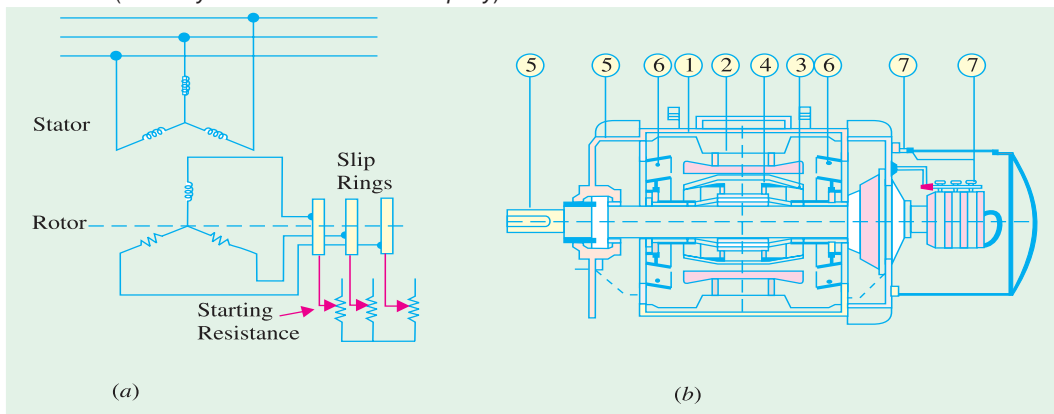 Stator
Slip
Rings
Rotor
Starting
Resistance
(a)
5 5 6 1 2 4 3 6 7 7
(b)